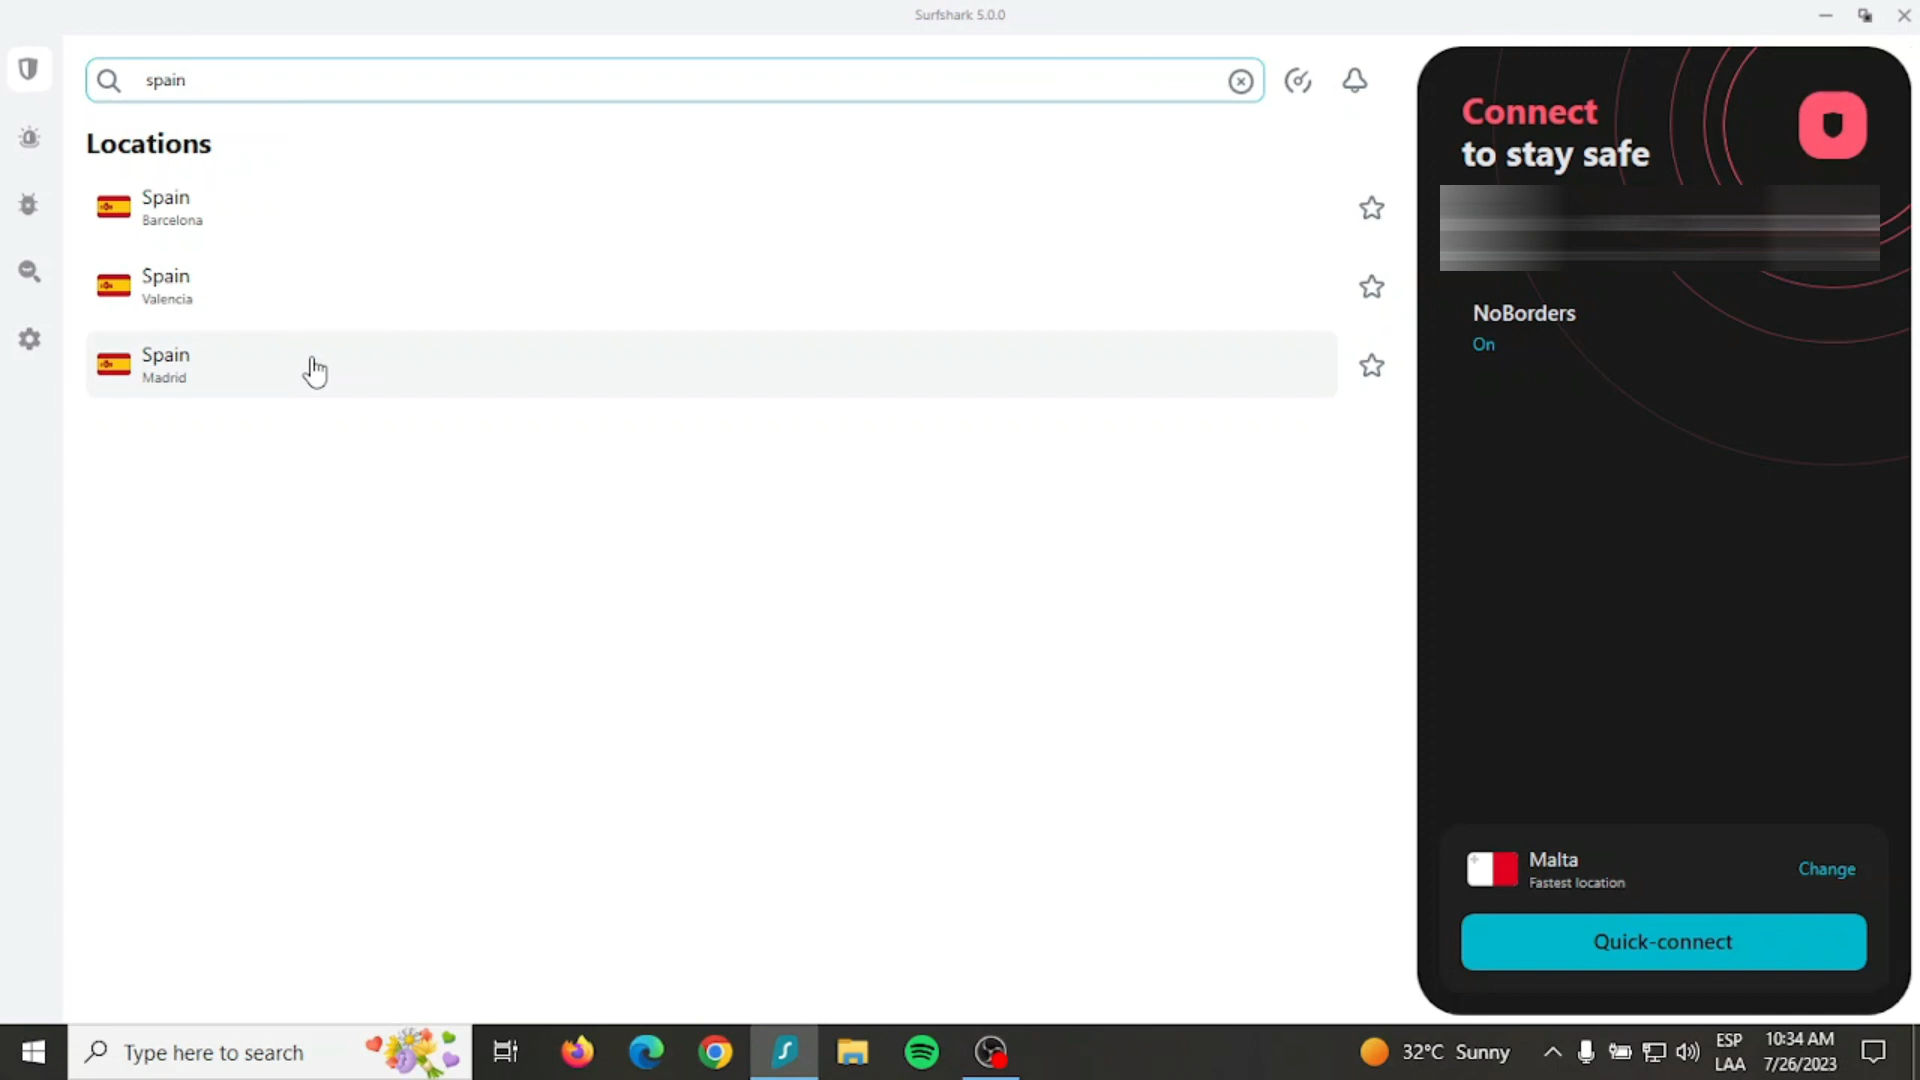 Surfshark 5.0.0
spain
Locations
Spain
Barcelona
Spain
Valencia
Spain
Madrid
Connect
to stay safe
NoBorders
On
Malta
Fastest location
Change
Quick-connect
Type here to search
32°C Sunny
ESP
LAA
10:34 AM
7/26/2023